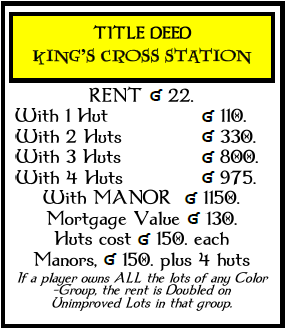 TITLE DEED
KING'S CROSS STATION
RENT ʛ 22.
With 1 Hut ʛ 110.
With 2 Huts ʛ 330.
With 3 Huts ʛ 800.
With 4 Huts ʛ 975.
With MANOR ʛ 1150.
Mortgage Value ʛ 130.
Huts cost ʛ 150. each
Manors, ʛ 150. plus 4 huts
If a player owns ALL the lots of any Color
-Group, the rent is Doubled on
Unimproved Lots in that group.